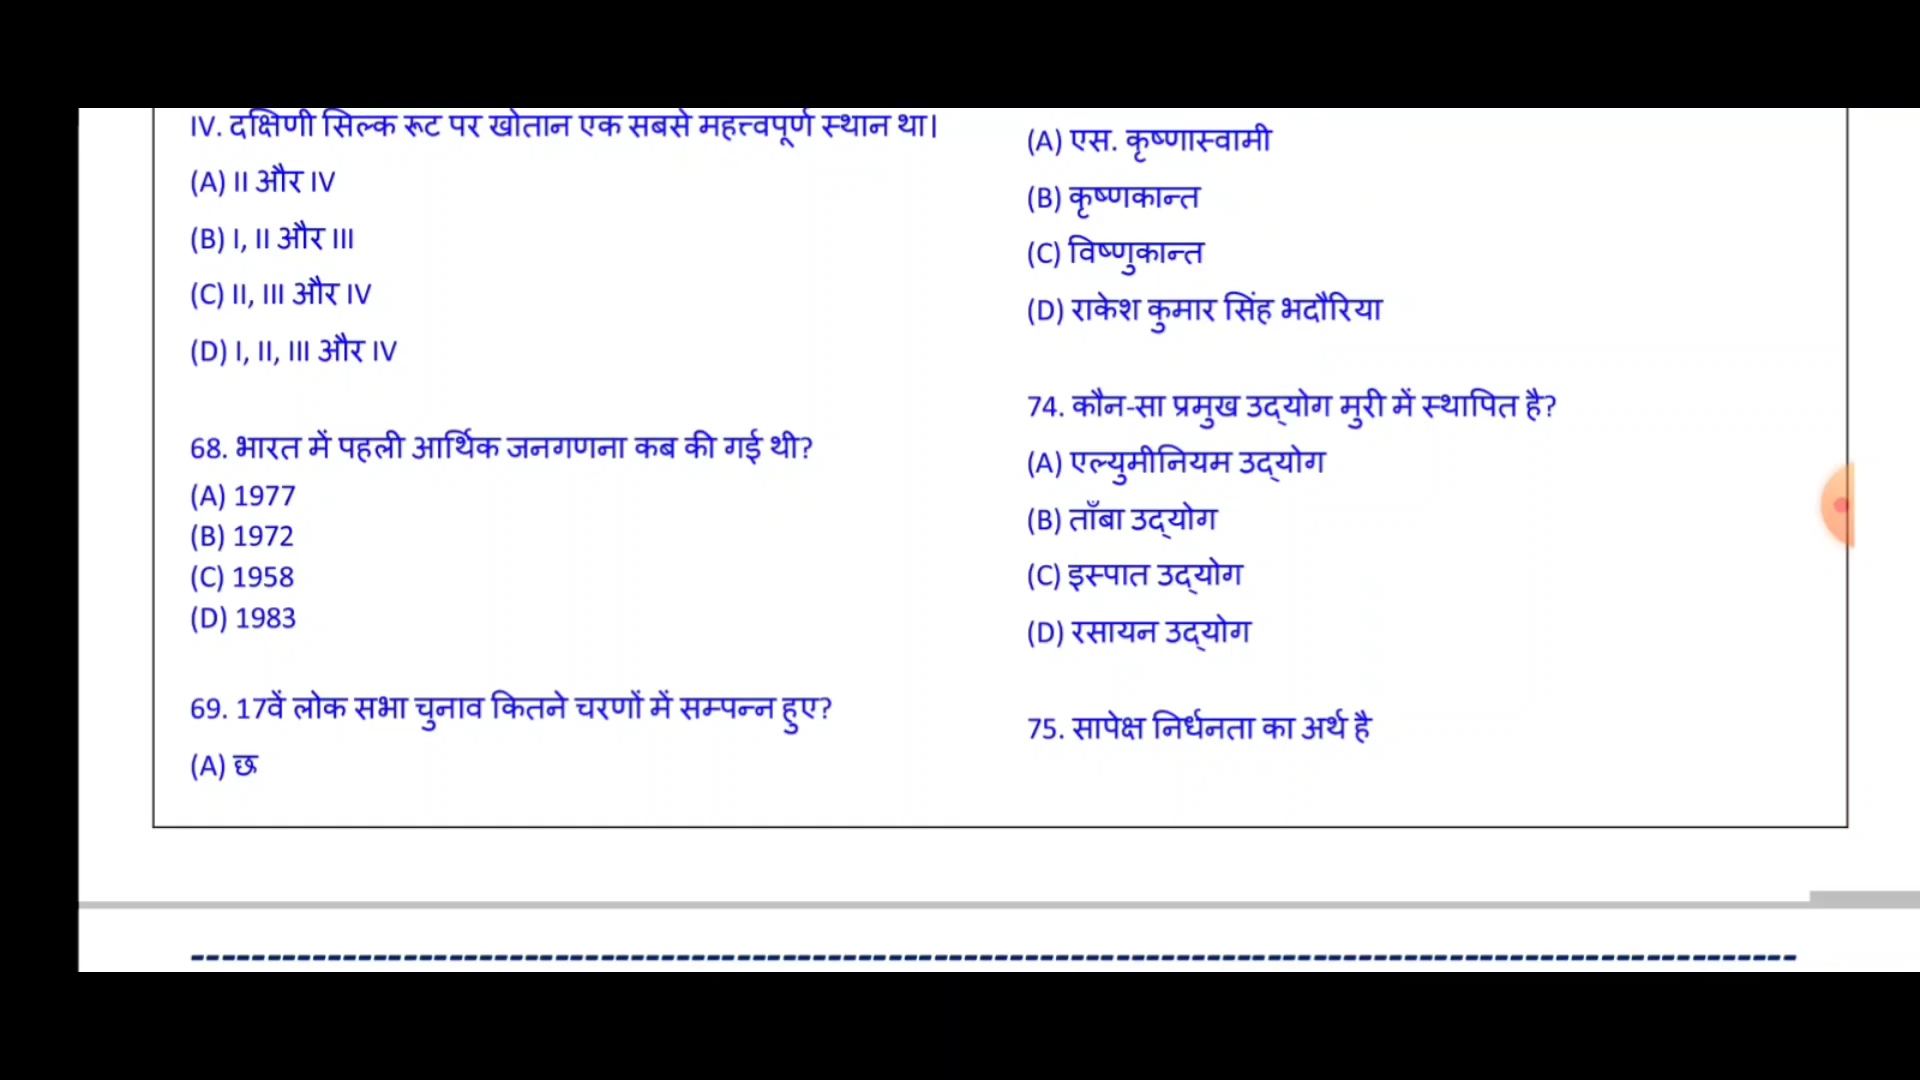 IV. दक्षिणी सिल्क रूट पर खोतान एक सबसे महत्त्वपूर्ण स्थान था।
(A) II और IV
(B) I, II और III
(C) II, III और IV
(D) I, II, III और IV
68. भारत में पहली आर्थिक जनगणना कब की गई थी?
(A) 1977
(B) 1972
(C) 1958
(D) 1983
69. 17वें लोक सभा चुनाव कितने चरणों में सम्पन्न हुए?
(A) छ
(A) एस. कृष्णास्वामी
(B) कृष्णकान्त
(C) विष्णुकान्त
(D) राकेश कुमार सिंह भदौरिया
74. कौन-सा प्रमुख उद्योग मुरी में स्थापित है?
(A) एल्युमीनियम उद्योग
(B) ताँबा उद्योग
(C) इस्पात उद्योग
(D) रसायन उद्योग
75. सापेक्ष निर्धनता का अर्थ है